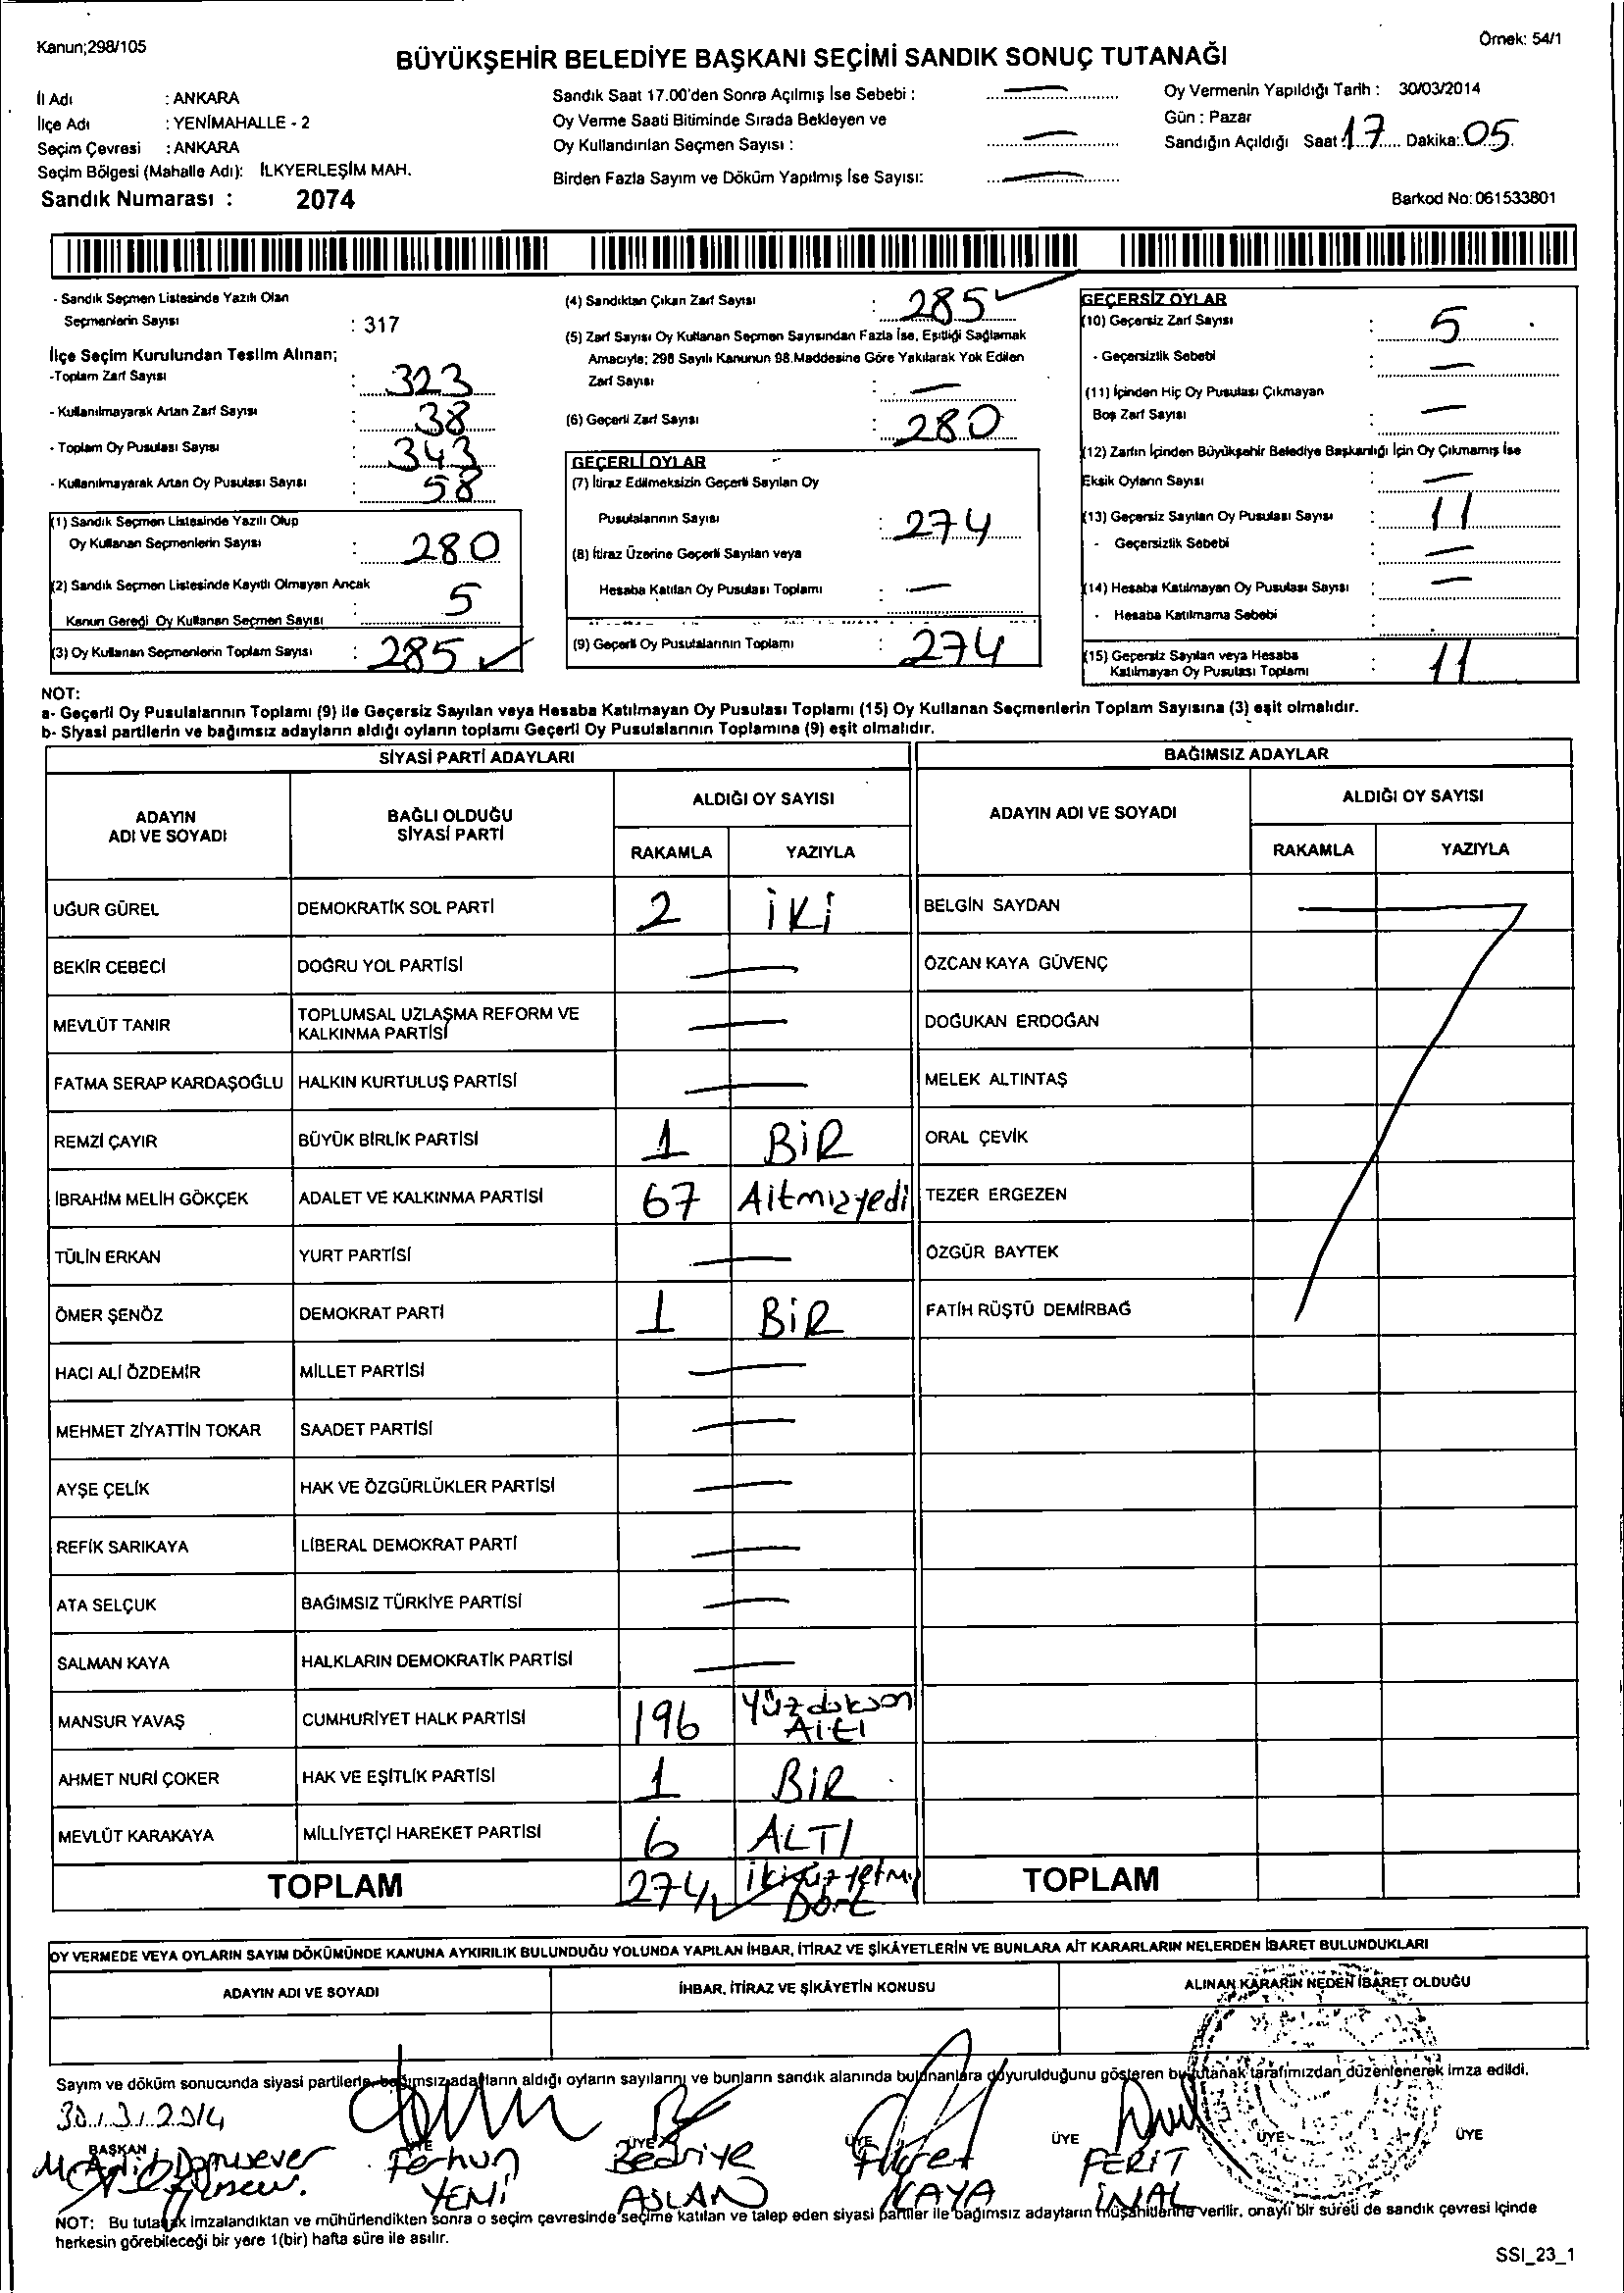 Kanun;298/105
Örnek: 54/1
BÜYÜKŞEHİR BELEDİYE BAŞKANI SEÇİMİ SANDIK SONUÇ TUTANAĞI
İl Adı : ANKARA
İlçe Adı : YENİMAHALLE - 2
Seçim Çevresi : ANKARA
Seçim Bölgesi (Mahalle Adı): İLKYERLEŞİM MAH.
Sandık Numarası : 2074
Sandık Saat 17.00'den Sonra Açılmış İse Sebebi :
Oy Verme Saati Bitiminde Sırada Bekleyen ve
Oy Kullandırılan Seçmen Sayısı :
Birden Fazla Sayım ve Döküm Yapılmış İse Sayısı:
Oy Vermenin Yapıldığı Tarih : 30/03/2014
Gün : Pazar
Sandığın Açıldığı Saat: 17 Dakika: 05
Barkod No: 061533801
- Sandık Seçmen Listesinde Yazılı Olan
Seçmenlerin Sayısı : 317
İlçe Seçim Kurulundan Teslim Alınan;
-Toplam Zarf Sayısı : 323
- Kullanılmayarak Artan Zarf Sayısı : 38
- Toplam Oy Pusulası Sayısı : 343
- Kullanılmayarak Artan Oy Pusulası Sayısı : 58
(1) Sandık Seçmen Listesinde Yazılı Olup
Oy Kullanan Seçmenlerin Sayısı : 280
(2) Sandık Seçmen Listesinde Kayıtlı Olmayan Ancak
Kanun Gereği Oy Kullanan Seçmen Sayısı : 5
(3) Oy Kullanan Seçmenlerin Toplam Sayısı : 285
(4) Sandıktan Çıkan Zarf Sayısı : 285
(5) Zarf Sayısı Oy Kullanan Seçmen Sayısından Fazla İse, Eşitliği Sağlamak
Amacıyla; 298 Sayılı Kanunun 98.Maddesine Göre Yakılarak Yok Edilen
Zarf Sayısı : —
(6) Geçerli Zarf Sayısı : 280
GEÇERLİ OYLAR
(7) İtiraz Edilmeksizin Geçerli Sayılan Oy
Pusulalarının Sayısı : 274
(8) İtiraz Üzerine Geçerli Sayılan veya
Hesaba Katılan Oy Pusulası Toplamı : —
(9) Geçerli Oy Pusulalarının Toplamı : 274
GEÇERSİZ OYLAR
(10) Geçersiz Zarf Sayısı : 5
- Geçersizlik Sebebi : —
(11) İçinden Hiç Oy Pusulası Çıkmayan
Boş Zarf Sayısı : —
(12) Zarfın İçinden Büyükşehir Belediye Başkanlığı İçin Oy Çıkmamış İse
Eksik Oyların Sayısı : —
(13) Geçersiz Sayılan Oy Pusulası Sayısı : 11
- Geçersizlik Sebebi : —
(14) Hesaba Katılmayan Oy Pusulası Sayısı : —
- Hesaba Katılmama Sebebi :
(15) Geçersiz Sayılan veya Hesaba
Katılmayan Oy Pusulası Toplamı : 11
NOT:
a- Geçerli Oy Pusulalarının Toplamı (9) ile Geçersiz Sayılan veya Hesaba Katılmayan Oy Pusulası Toplamı (15) Oy Kullanan Seçmenlerin Toplam Sayısına (3) eşit olmalıdır.
b- Siyasi partilerin ve bağımsız adayların aldığı oyların toplamı Geçerli Oy Pusulalarının Toplamına (9) eşit olmalıdır.
SİYASİ PARTİ ADAYLARI
ADAYIN
ADI VE SOYADI
BAĞLI OLDUĞU
SİYASİ PARTİ
ALDIĞI OY SAYISI
RAKAMLA YAZIYLA
UĞUR GÜREL DEMOKRATİK SOL PARTİ 2 İKİ
BEKİR CEBECİ DOĞRU YOL PARTİSİ —
MEVLÜT TANIR TOPLUMSAL UZLAŞMA REFORM VE
KALKINMA PARTİSİ —
FATMA SERAP KARDAŞOĞLU HALKIN KURTULUŞ PARTİSİ —
REMZİ ÇAYIR BÜYÜK BİRLİK PARTİSİ 1 BİR
İBRAHİM MELİH GÖKÇEK ADALET VE KALKINMA PARTİSİ 67 Altmışyedi
TÜLİN ERKAN YURT PARTİSİ —
ÖMER ŞENÖZ DEMOKRAT PARTİ 1 BİR
HACI ALİ ÖZDEMİR MİLLET PARTİSİ —
MEHMET ZİYATTİN TOKAR SAADET PARTİSİ —
AYŞE ÇELİK HAK VE ÖZGÜRLÜKLER PARTİSİ —
REFİK SARIKAYA LİBERAL DEMOKRAT PARTİ —
ATA SELÇUK BAĞIMSIZ TÜRKİYE PARTİSİ —
SALMAN KAYA HALKLARIN DEMOKRATİK PARTİSİ —
MANSUR YAVAŞ CUMHURİYET HALK PARTİSİ 196 Yüzdoksan
Altı
AHMET NURİ ÇOKER HAK VE EŞİTLİK PARTİSİ 1 BİR
MEVLÜT KARAKAYA MİLLİYETÇİ HAREKET PARTİSİ 6 ALTI
TOPLAM 274 ikiyüzyetmiş
Dört
BAĞIMSIZ ADAYLAR
ADAYIN ADI VE SOYADI
ALDIĞI OY SAYISI
RAKAMLA YAZIYLA
BELGİN SAYDAN
ÖZCAN KAYA GÜVENÇ
DOĞUKAN ERDOĞAN
MELEK ALTINTAŞ
ORAL ÇEVİK
TEZER ERGEZEN
ÖZGÜR BAYTEK
FATİH RÜŞTÜ DEMİRBAĞ
TOPLAM
OY VERMEDE VEYA OYLARIN SAYIM DÖKÜMÜNDE KANUNA AYKIRILIK BULUNDUĞU YOLUNDA YAPILAN İHBAR, İTİRAZ VE ŞİKÂYETLERİN VE BUNLARA AİT KARARLARIN NELERDEN İBARET BULUNDUKLARI
ADAYIN ADI VE SOYADI
İHBAR, İTİRAZ VE ŞİKÂYETİN KONUSU
ALINAN KARARIN NEDEN İBARET OLDUĞU
Sayım ve döküm sonucunda siyasi partilerle bağımsız adayların aldığı oyların sayılarını ve bunların sandık alanında bulunanlara duyurulduğunu gösteren bu tutanak tarafımızdan düzenlenerek imza edildi.
30.3.2014
BAŞKAN ÜYE ÜYE ÜYE ÜYE ÜYE ÜYE
Ferhun
YENİ
Bedriye
ASLAN
Fikret
KAYA
FERİT
İNAL
NOT: Bu tutanak imzalandıktan ve mühürlendikten sonra o seçim çevresinde seçime katılan ve talep eden siyasi partiler ile bağımsız adayların müşahitlerine verilir, onaylı bir sûreti de sandık çevresi içinde
herkesin görebileceği bir yere 1(bir) hafta süre ile asılır.
SSI_23_1